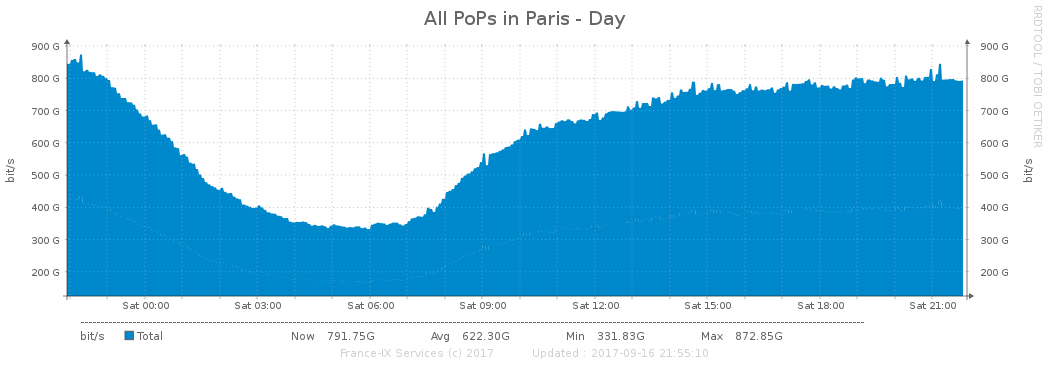 All PoPs in Paris - Day
RRDTOOL / TOBI OETIKER
900 G
800 G
700 G
600 G
500 G
400 G
300 G
200 G
bit/s
900 G
800 G
700 G
600 G
500 G
400 G
300 G
200 G
bit/s
Sat 00:00 Sat 03:00 Sat 06:00 Sat 09:00 Sat 12:00 Sat 15:00 Sat 18:00 Sat 21:00
bit/s Total Now 791.75G Avg 622.30G Min 331.83G Max 872.85G
France-IX Services (c) 2017 Updated : 2017-09-16 21:55:10